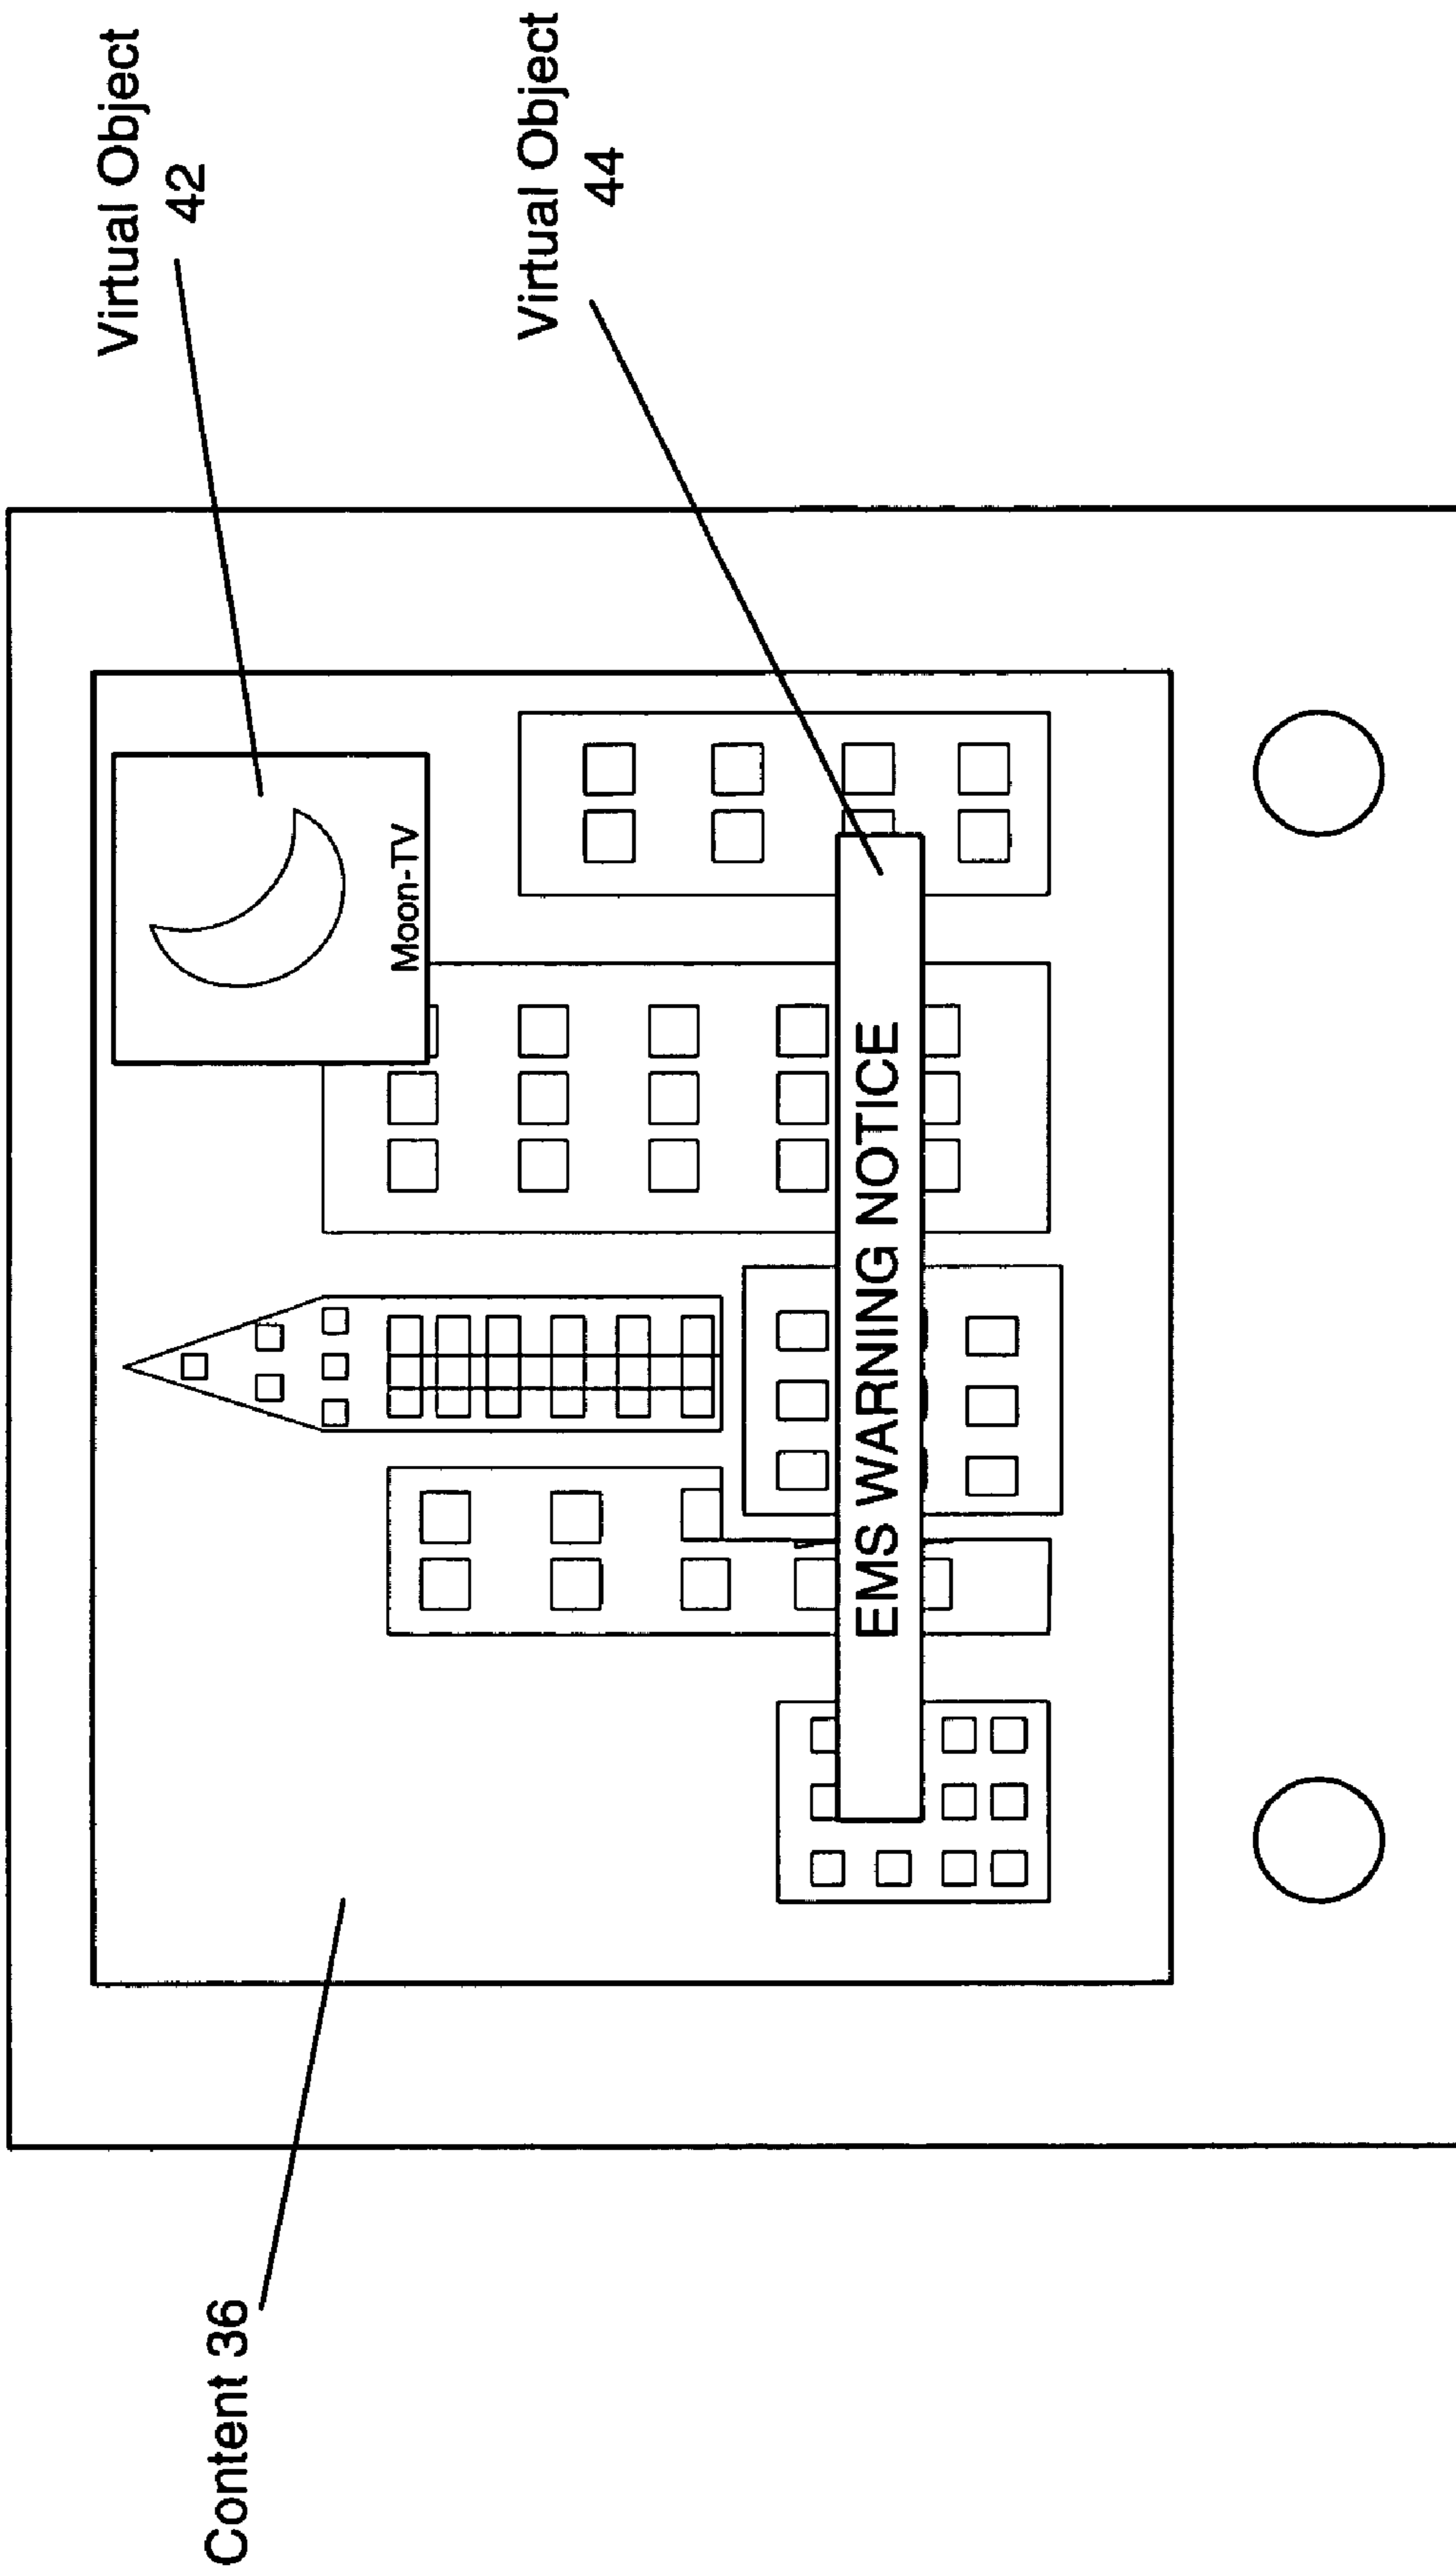 Virtual Object
42
Virtual Object
44
Moon-TV
EMS WARNING NOTICE
Content 36